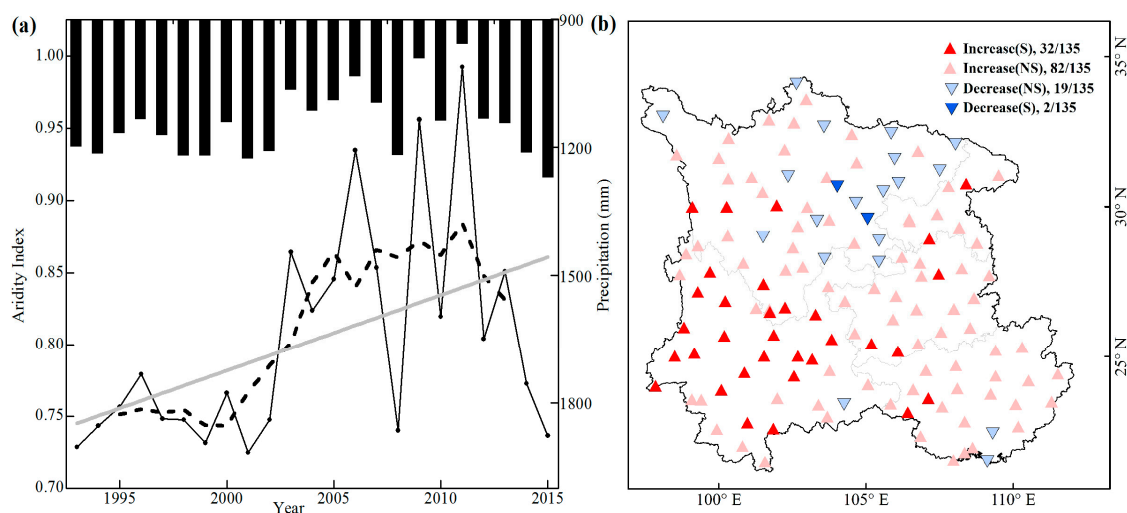 (a)
1.00
0.95
0.90
0.85
0.80
0.75
0.70
Aridity Index
1995
2000
2005
2010
2015
Year
900
1200
1500
1800
Precipitation (mm)
(b)
Increase(S), 32/135
Increase(NS), 82/135
Decrease(NS), 19/135
Decrease(S), 2/135
35° N
30° N
25° N
100° E
105° E
110° E